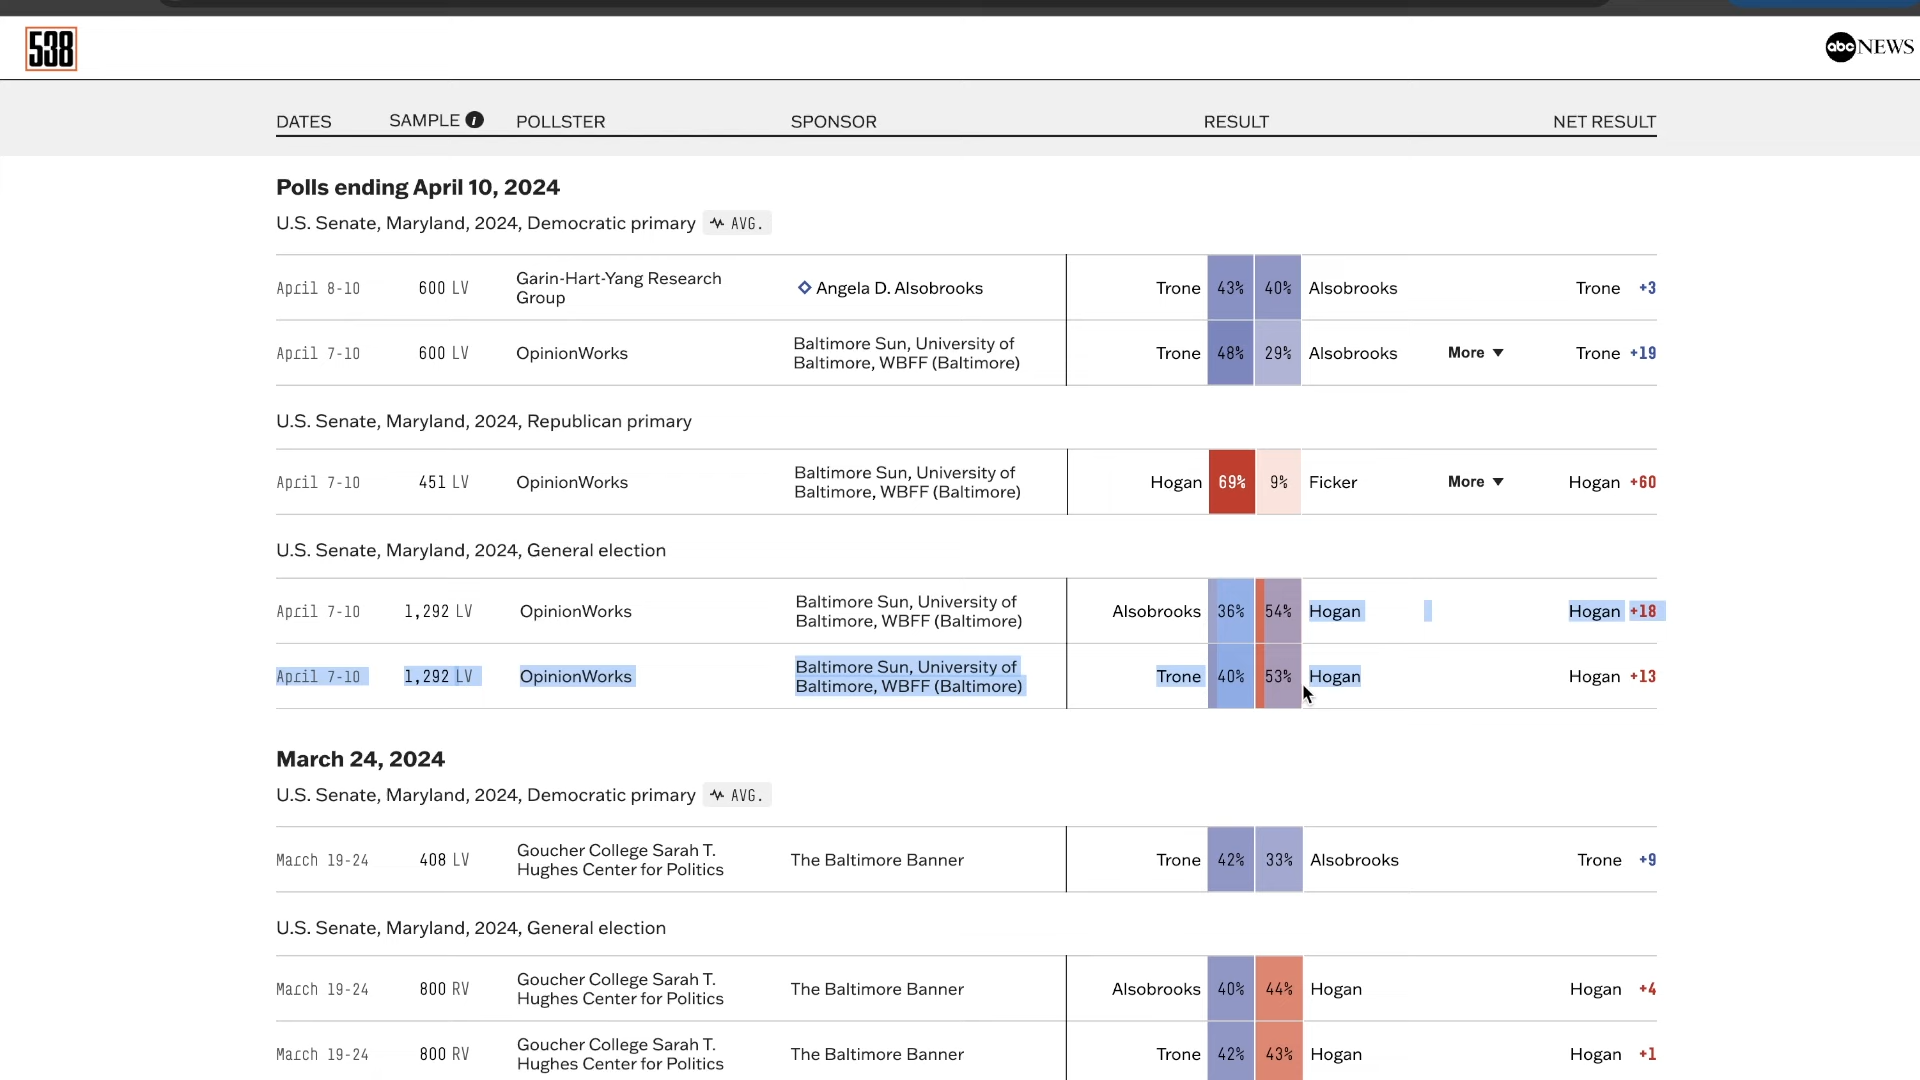 538
abc NEWS
DATES SAMPLE i POLLSTER SPONSOR RESULT NET RESULT
Polls ending April 10, 2024
U.S. Senate, Maryland, 2024, Democratic primary AVG.
April 8-10 600 LV Garin-Hart-Yang Research Group Angela D. Alsobrooks Trone 43% 40% Alsobrooks Trone +3
April 7-10 600 LV OpinionWorks Baltimore Sun, University of Baltimore, WBFF (Baltimore) Trone 48% 29% Alsobrooks More ▼ Trone +19
U.S. Senate, Maryland, 2024, Republican primary
April 7-10 451 LV OpinionWorks Baltimore Sun, University of Baltimore, WBFF (Baltimore) Hogan 69% 9% Ficker More ▼ Hogan +60
U.S. Senate, Maryland, 2024, General election
April 7-10 1,292 LV OpinionWorks Baltimore Sun, University of Baltimore, WBFF (Baltimore) Alsobrooks 36% 54% Hogan Hogan +18
April 7-10 1,292 LV OpinionWorks Baltimore Sun, University of Baltimore, WBFF (Baltimore) Trone 40% 53% Hogan Hogan +13
March 24, 2024
U.S. Senate, Maryland, 2024, Democratic primary AVG.
March 19-24 408 LV Goucher College Sarah T. Hughes Center for Politics The Baltimore Banner Trone 42% 33% Alsobrooks Trone +9
U.S. Senate, Maryland, 2024, General election
March 19-24 800 RV Goucher College Sarah T. Hughes Center for Politics The Baltimore Banner Alsobrooks 40% 44% Hogan Hogan +4
March 19-24 800 RV Goucher College Sarah T. Hughes Center for Politics The Baltimore Banner Trone 42% 43% Hogan Hogan +1